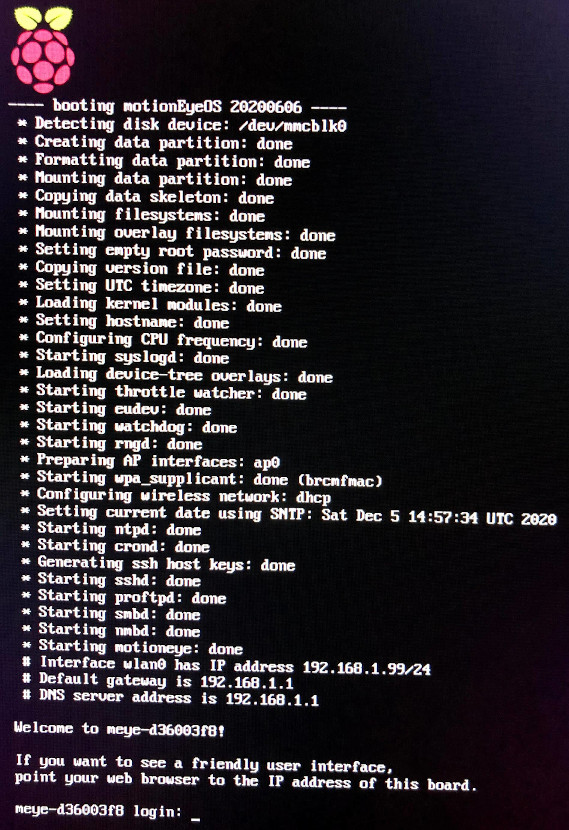 ---- booting motionEyeOS 20200606 ----
* Detecting disk device: /dev/mmcblk0
* Creating data partition: done
* Formatting data partition: done
* Mounting data partition: done
* Copying data skeleton: done
* Mounting filesystems: done
* Mounting overlay filesystems: done
* Setting empty root password: done
* Copying version file: done
* Setting UTC timezone: done
* Loading kernel modules: done
* Setting hostname: done
* Configuring CPU frequency: done
* Starting syslogd: done
* Loading device-tree overlays: done
* Starting throttle watcher: done
* Starting eudev: done
* Starting watchdog: done
* Starting rngd: done
* Preparing AP interfaces: ap0
* Starting wpa_supplicant: done (brcmfmac)
* Configuring wireless network: dhcp
* Setting current date using SNTP: Sat Dec 5 14:57:34 UTC 2020
* Starting ntpd: done
* Starting crond: done
* Generating ssh host keys: done
* Starting sshd: done
* Starting proftpd: done
* Starting smbd: done
* Starting nmbd: done
* Starting motioneye: done
# Interface wlan0 has IP address 192.168.1.99/24
# Default gateway is 192.168.1.1
# DNS server address is 192.168.1.1
Welcome to meye-d36003f8!
If you want to see a friendly user interface,
point your web browser to the IP address of this board.
meye-d36003f8 login: _